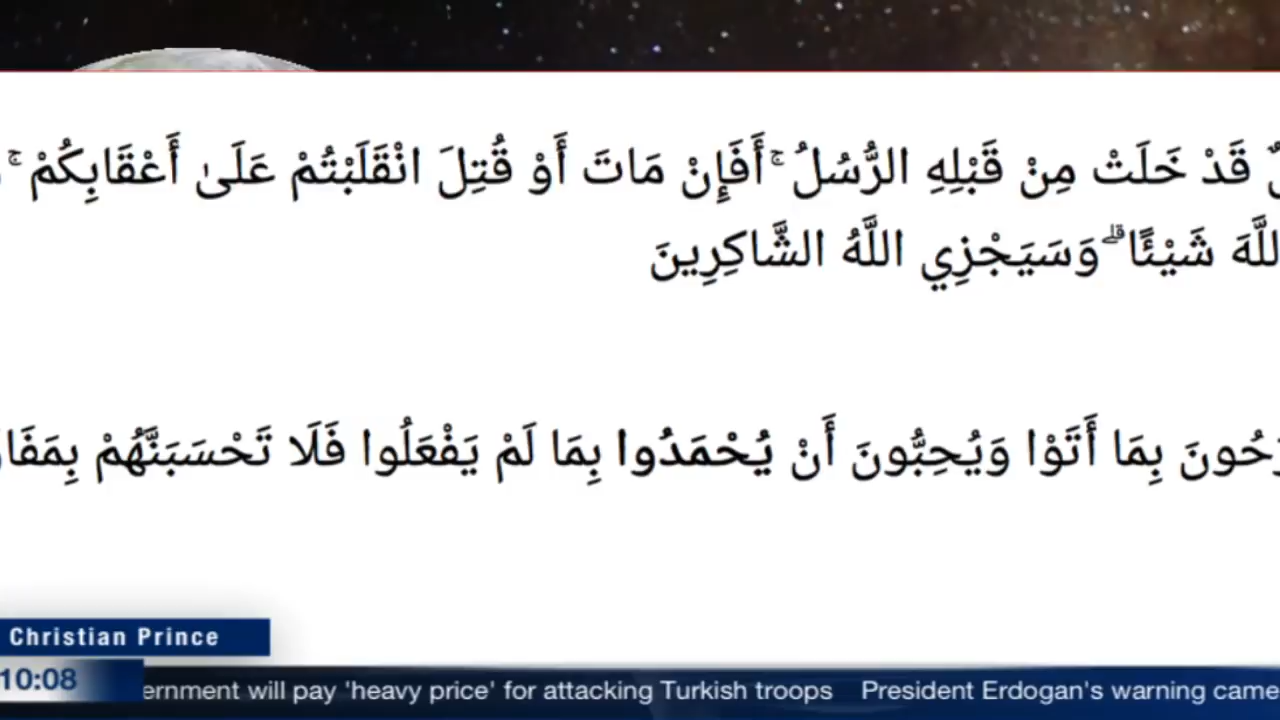 قَدْ خَلَتْ مِنْ قَبْلِهِ الرُّسُلُ ۚ أَفَإِنْ مَاتَ أَوْ قُتِلَ انْقَلَبْتُمْ عَلَىٰ أَعْقَابِكُمْ ۚ
اللَّهَ شَيْئًا ۗ وَسَيَجْزِي اللَّهُ الشَّاكِرِينَ
بِمَا أَتَوْا وَيُحِبُّونَ أَنْ يُحْمَدُوا بِمَا لَمْ يَفْعَلُوا فَلَا تَحْسَبَنَّهُمْ
Christian Prince
10:08
ernment will pay 'heavy price' for attacking Turkish troops President Erdogan's warning came